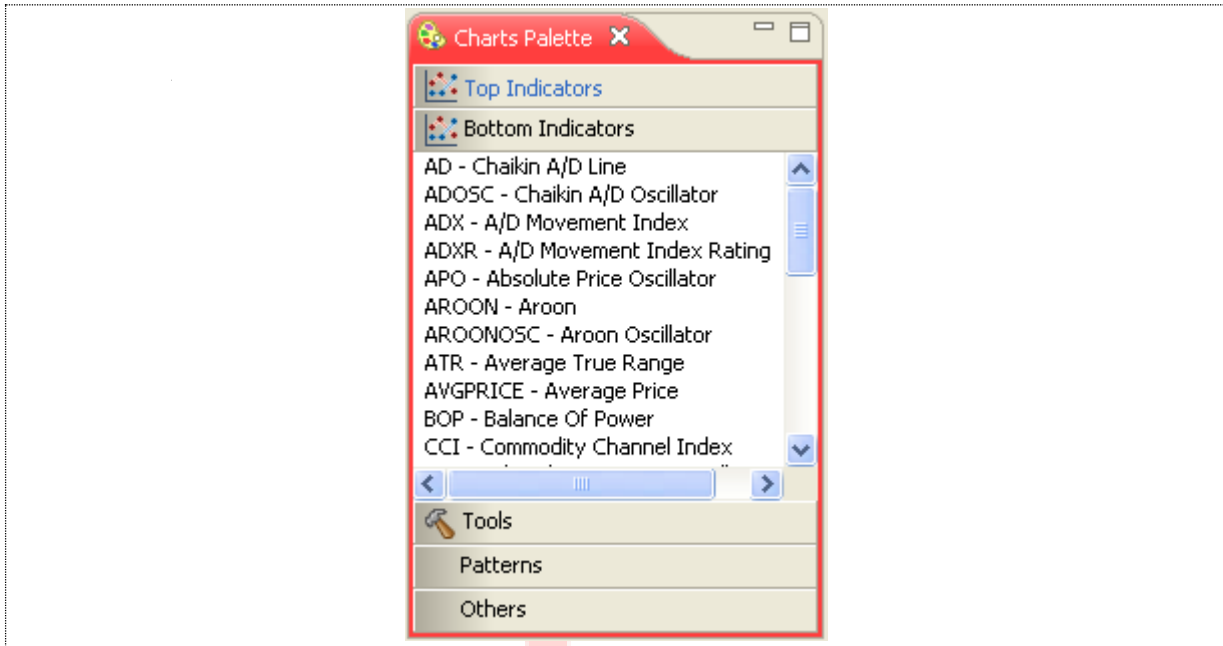 Charts Palette
Top Indicators
Bottom Indicators
AD - Chaikin A/D Line
ADOSC - Chaikin A/D Oscillator
ADX - A/D Movement Index
ADXR - A/D Movement Index Rating
APO - Absolute Price Oscillator
AROON - Aroon
AROONOSC - Aroon Oscillator
ATR - Average True Range
AVGPRICE - Average Price
BOP - Balance Of Power
CCI - Commodity Channel Index
Tools
Patterns
Others